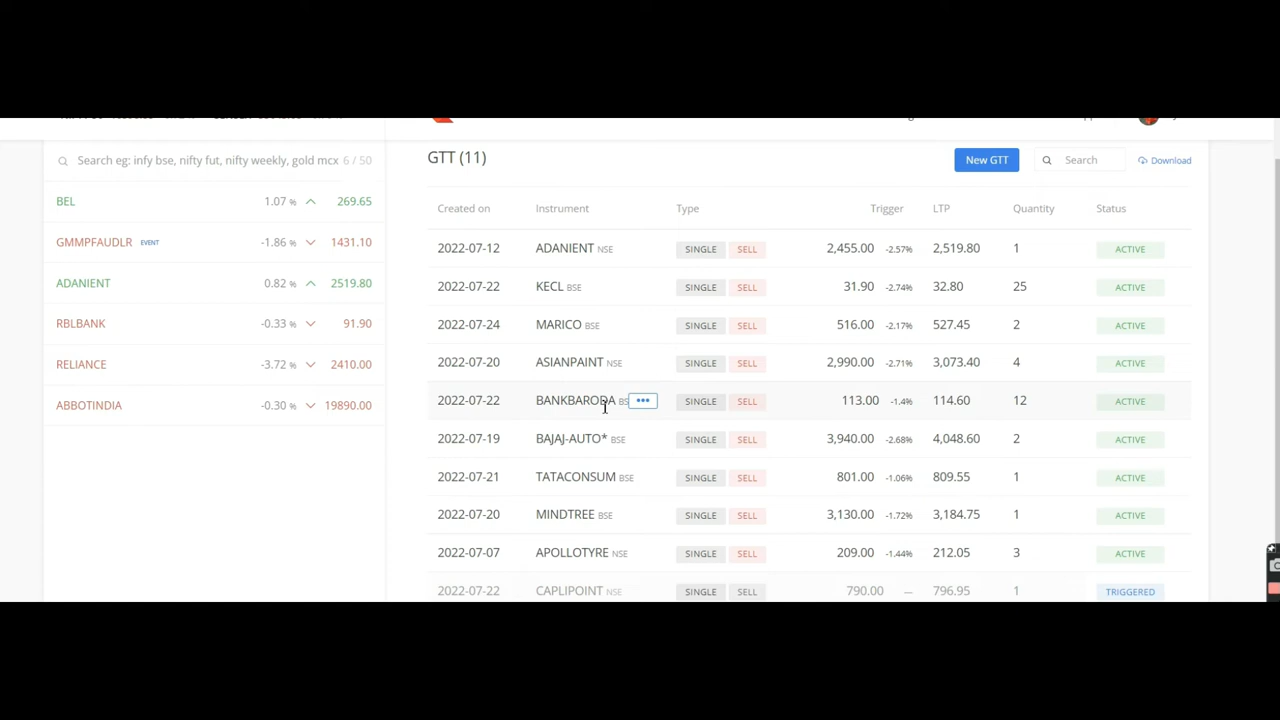 Search eg: infy bse, nifty fut, nifty weekly, gold mcx 6 / 50
BEL 1.07 % 269.65
GMMPFAUDLR EVENT -1.86 % 1431.10
ADANIENT 0.82 % 2519.80
RBLBANK -0.33 % 91.90
RELIANCE -3.72 % 2410.00
ABBOTINDIA -0.30 % 19890.00
GTT (11) New GTT Search Download
Created on Instrument Type Trigger LTP Quantity Status
2022-07-12 ADANIENT NSE SINGLE SELL 2,455.00 -2.57% 2,519.80 1 ACTIVE
2022-07-22 KECL BSE SINGLE SELL 31.90 -2.74% 32.80 25 ACTIVE
2022-07-24 MARICO BSE SINGLE SELL 516.00 -2.17% 527.45 2 ACTIVE
2022-07-20 ASIANPAINT NSE SINGLE SELL 2,990.00 -2.71% 3,073.40 4 ACTIVE
2022-07-22 BANKBARODA BS ••• SINGLE SELL 113.00 -1.4% 114.60 12 ACTIVE
2022-07-19 BAJAJ-AUTO* BSE SINGLE SELL 3,940.00 -2.68% 4,048.60 2 ACTIVE
2022-07-21 TATACONSUM BSE SINGLE SELL 801.00 -1.06% 809.55 1 ACTIVE
2022-07-20 MINDTREE BSE SINGLE SELL 3,130.00 -1.72% 3,184.75 1 ACTIVE
2022-07-07 APOLLOTYRE NSE SINGLE SELL 209.00 -1.44% 212.05 3 ACTIVE
2022-07-22 CAPLIPOINT NSE SINGLE SELL 790.00 — 796.95 1 TRIGGERED